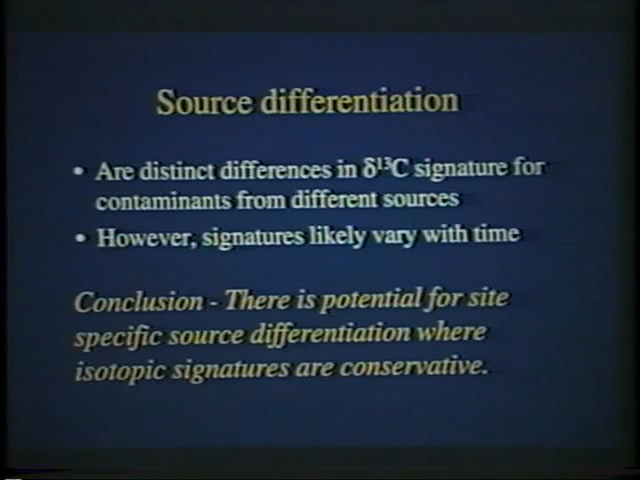 Source differentiation
• Are distinct differences in δ¹³C signature for
contaminants from different sources
• However, signatures likely vary with time
Conclusion - There is potential for site
specific source differentiation where
isotopic signatures are conservative.